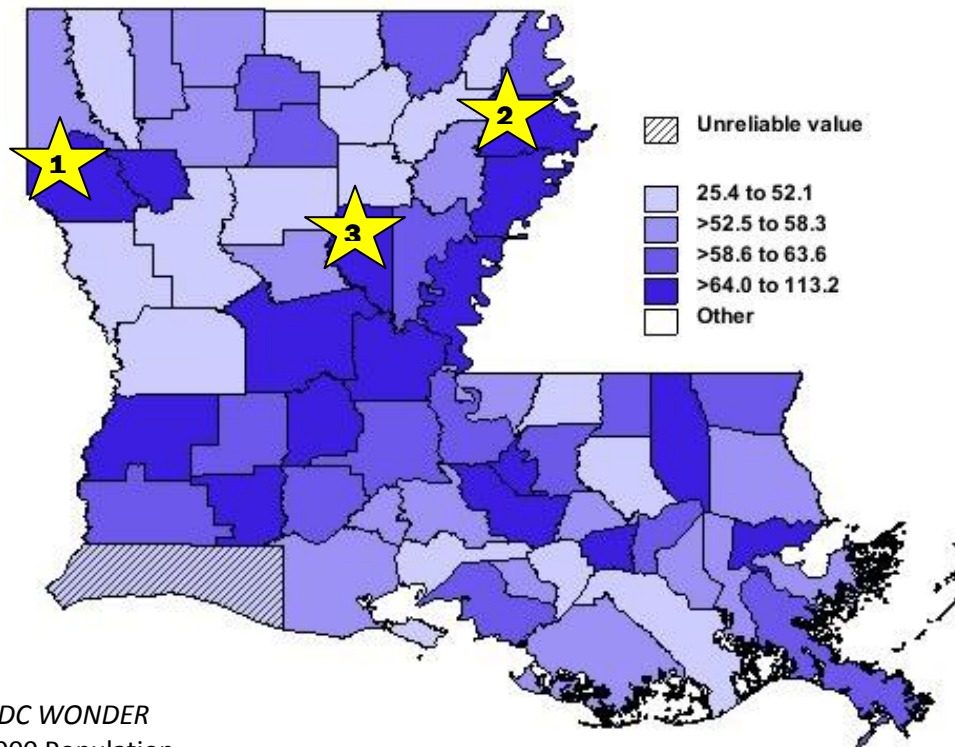 1
2
3
Unreliable value
25.4 to 52.1
>52.5 to 58.3
>58.6 to 63.6
>64.0 to 113.2
Other
DC WONDER
Population